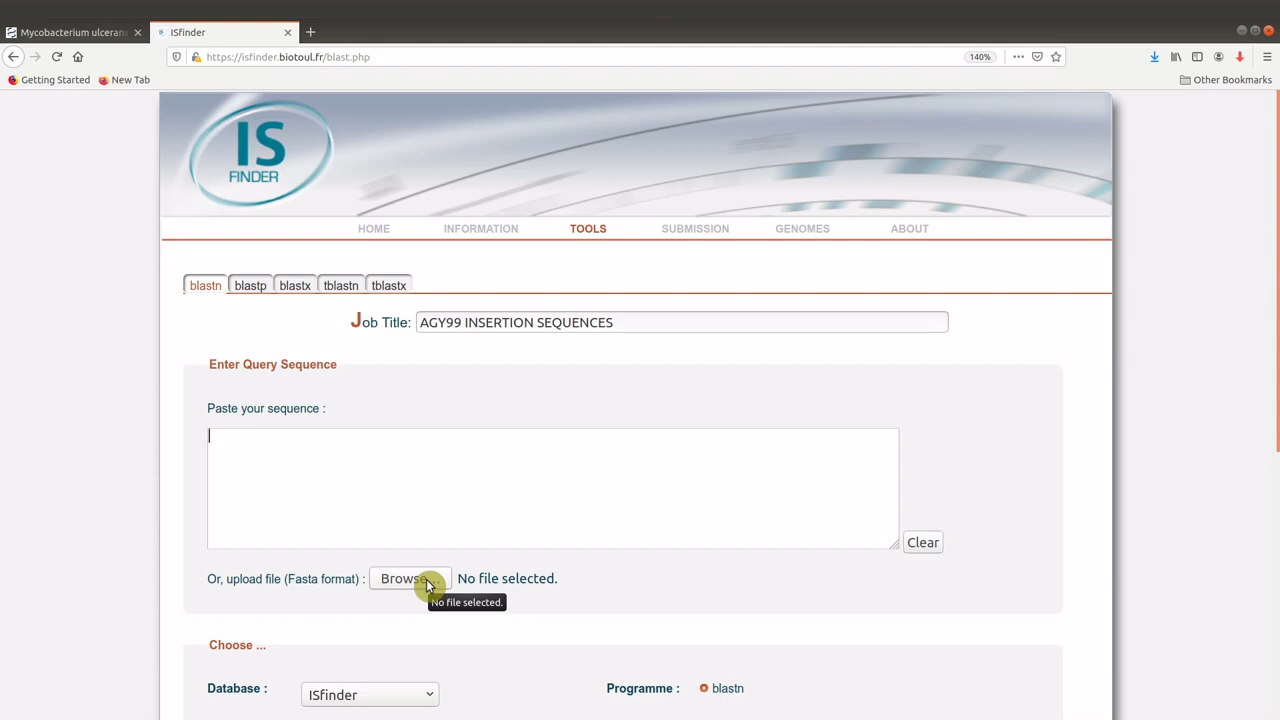 Mycobacterium ulcerans
ISfinder
https://isfinder.biotoul.fr/blast.php
140%
Getting Started
New Tab
Other Bookmarks
IS
FINDER
HOME INFORMATION TOOLS SUBMISSION GENOMES ABOUT
blastn blastp blastx tblastn tblastx
Job Title: AGY99 INSERTION SEQUENCES
Enter Query Sequence
Paste your sequence :
Clear
Or, upload file (Fasta format) : Browse... No file selected.
No file selected.
Choose ...
Database : ISfinder Programme : blastn